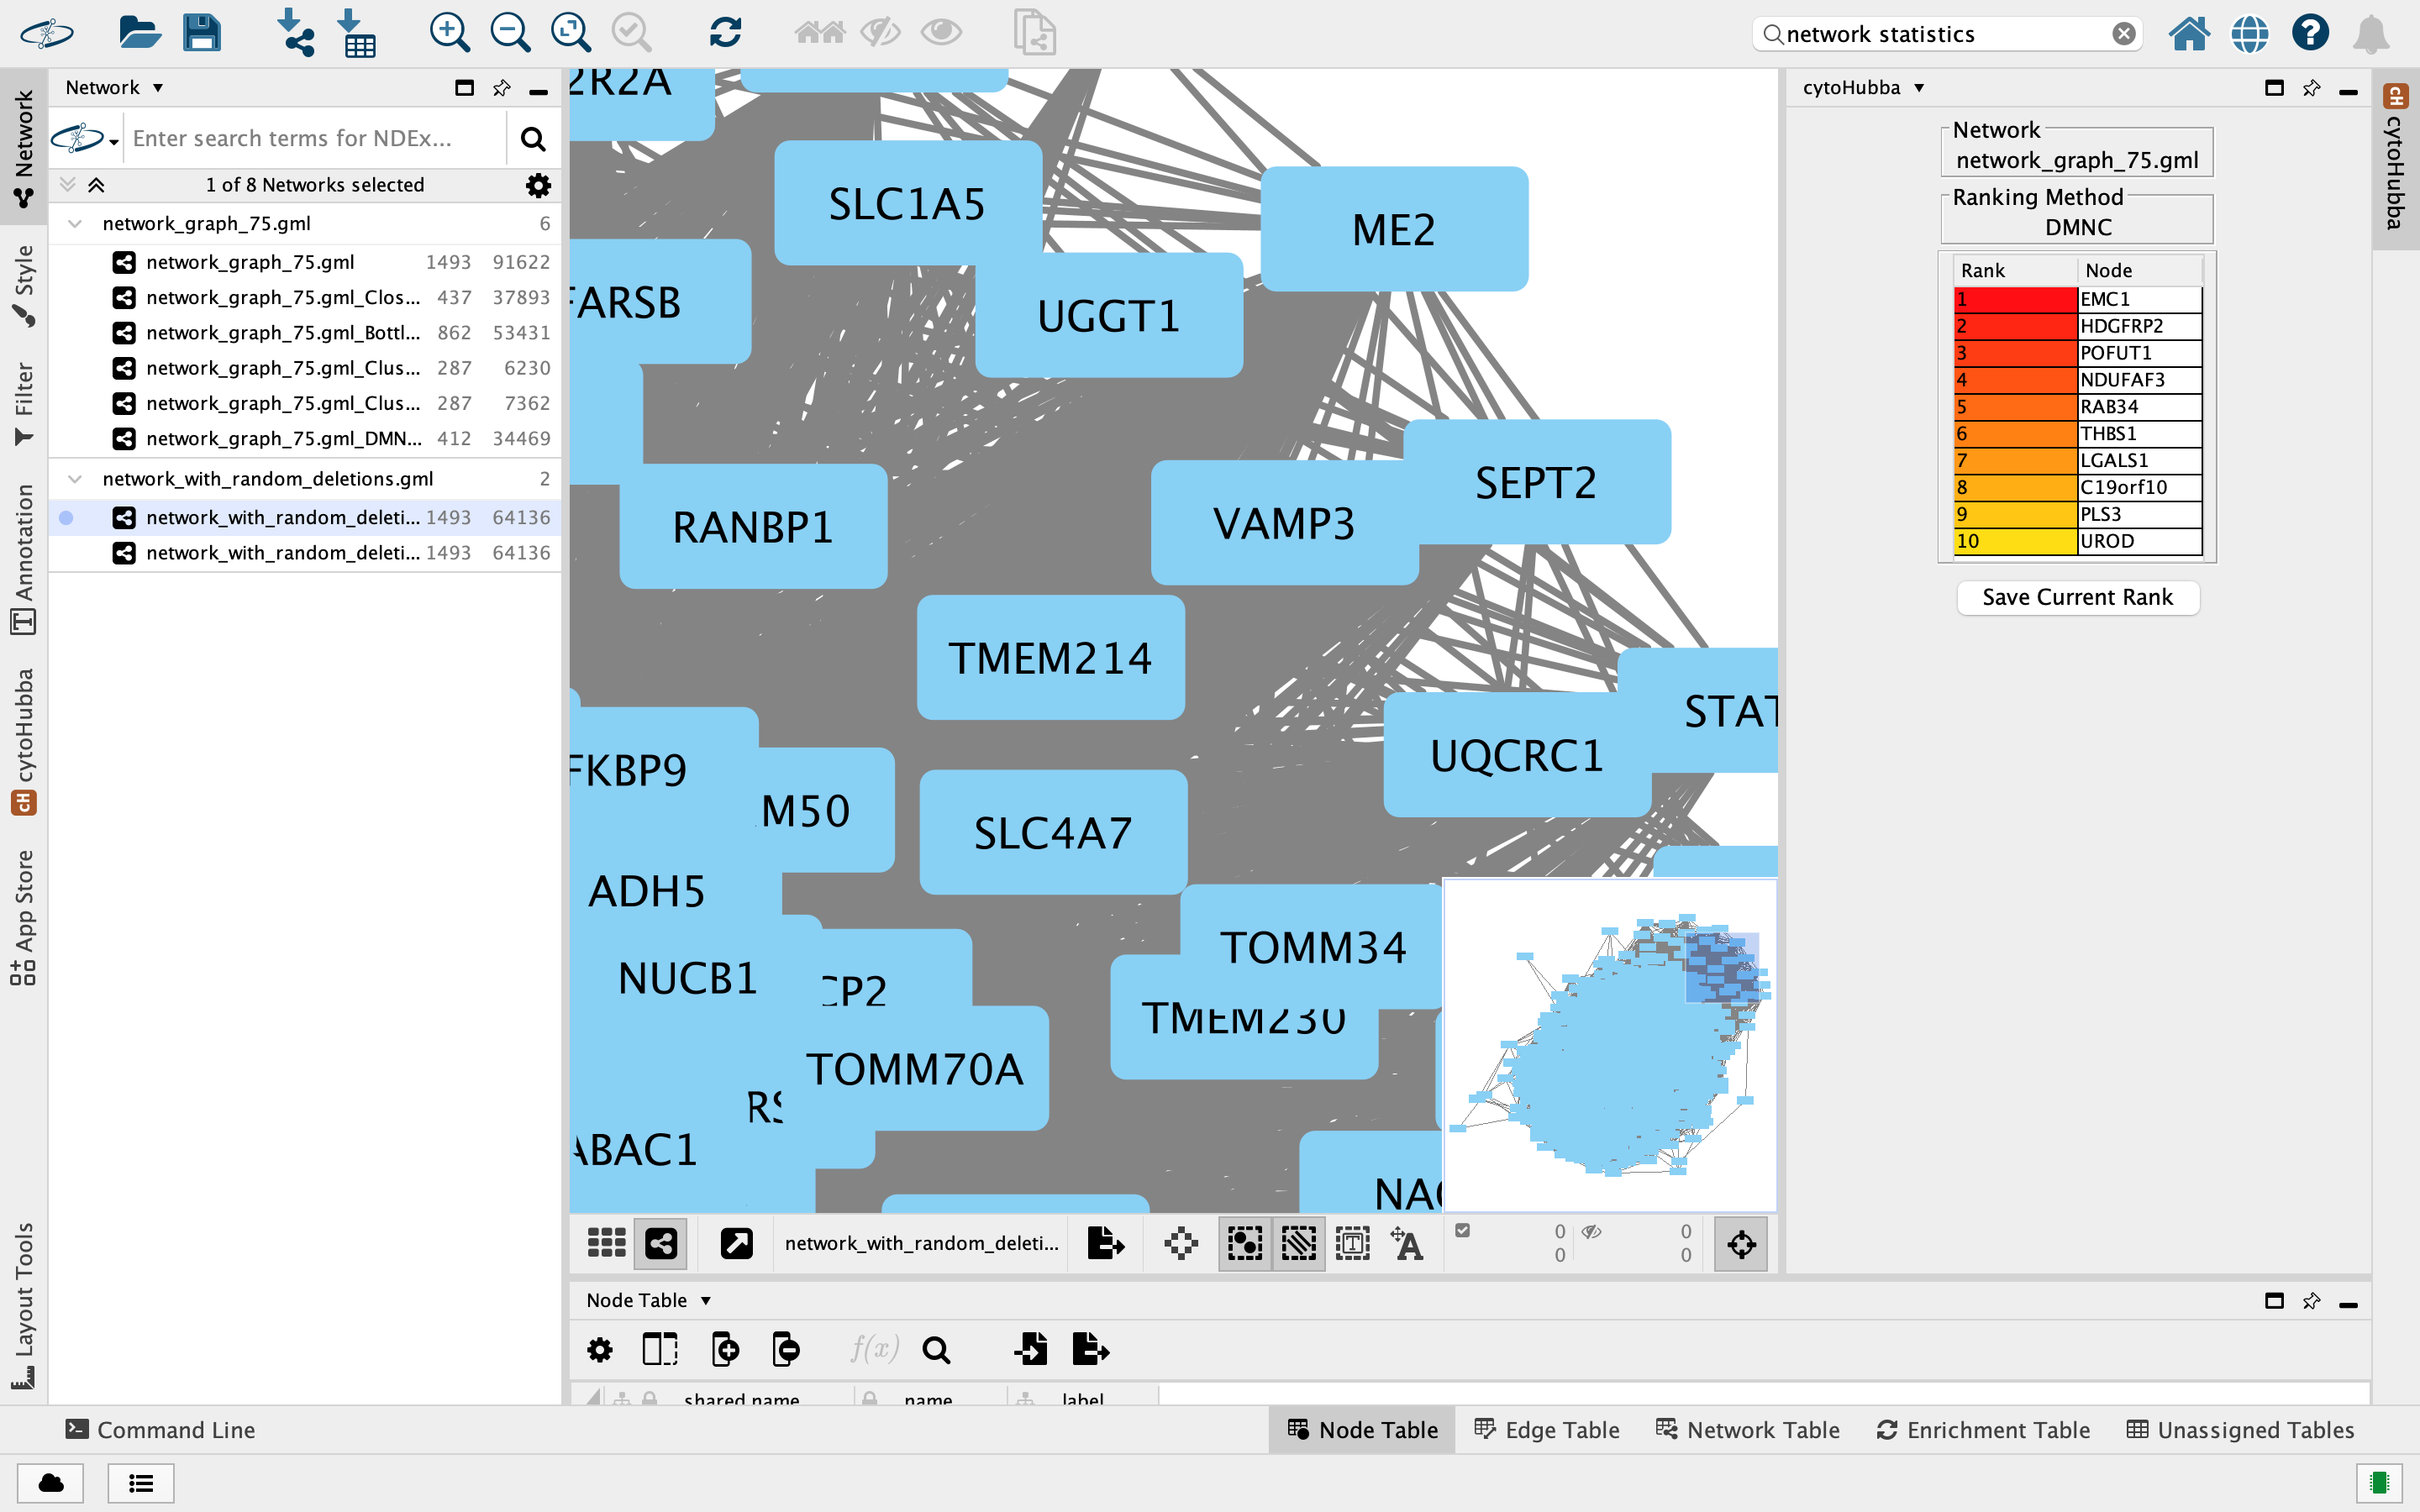 network statistics
Network
Enter search terms for NDEx...
1 of 8 Networks selected
network_graph_75.gml 6
network_graph_75.gml 1493 91622
network_graph_75.gml_Clos... 437 37893
network_graph_75.gml_Bottl... 862 53431
network_graph_75.gml_Clus... 287 6230
network_graph_75.gml_Clus... 287 7362
network_graph_75.gml_DMN... 412 34469
network_with_random_deletions.gml 2
network_with_random_deleti... 1493 64136
network_with_random_deleti... 1493 64136
Network
Style
Filter
Annotation
cH cytoHubba
App Store
Layout Tools
2R2A
SLC1A5
ME2
FARSB
UGGT1
SEPT2
RANBP1
VAMP3
TMEM214
STAT
FKBP9
UQCRC1
M50
SLC4A7
ADH5
TOMM34
NUCB1
CP2
TMEM230
TOMM70A
RS
ABAC1
NAC
network_with_random_deleti...
0 0
0 0
cytoHubba
Network
network_graph_75.gml
Ranking Method
DMNC
Rank Node
1 EMC1
2 HDGFRP2
3 POFUT1
4 NDUFAF3
5 RAB34
6 THBS1
7 LGALS1
8 C19orf10
9 PLS3
10 UROD
Save Current Rank
cH cytoHubba
Node Table
f(x)
shared name name label
Command Line
Node Table Edge Table Network Table Enrichment Table Unassigned Tables